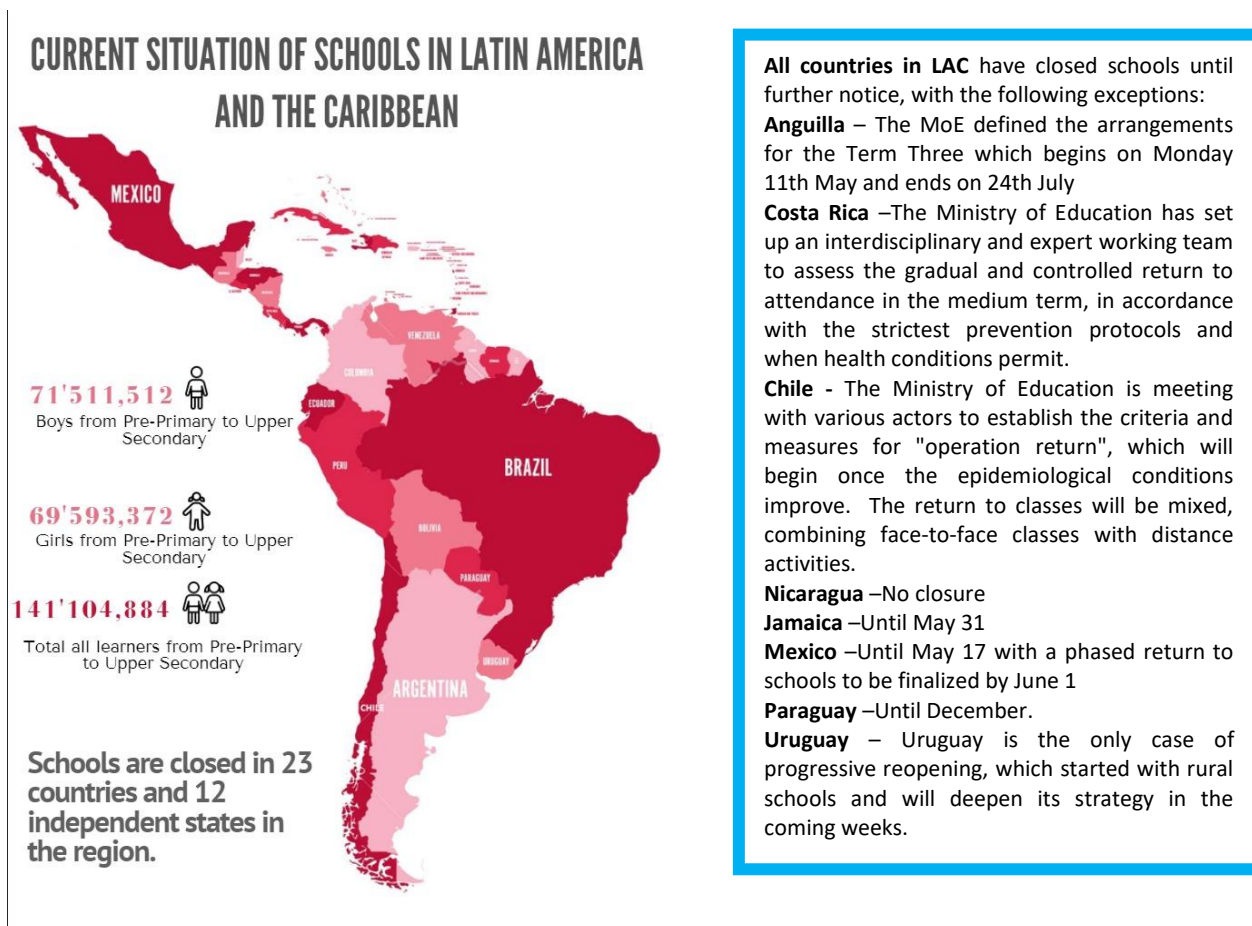 CURRENT SITUATION OF SCHOOLS IN LATIN AMERICA
AND THE CARIBBEAN
MEXICO
VENEZUELA
COLOMBIA
ECUADOR
PERU
BRAZIL
BOLIVIA
PARAGUAY
URUGUAY
ARGENTINA
CHILE
71'511,512
Boys from Pre-Primary to Upper
Secondary
69'593,372
Girls from Pre-Primary to Upper
Secondary
141'104,884
Total all learners from Pre-Primary
to Upper Secondary
Schools are closed in 23
countries and 12
independent states in
the region.
All countries in LAC have closed schools until
further notice, with the following exceptions:
Anguilla – The MoE defined the arrangements
for the Term Three which begins on Monday
11th May and ends on 24th July
Costa Rica –The Ministry of Education has set
up an interdisciplinary and expert working team
to assess the gradual and controlled return to
attendance in the medium term, in accordance
with the strictest prevention protocols and
when health conditions permit.
Chile - The Ministry of Education is meeting
with various actors to establish the criteria and
measures for "operation return", which will
begin once the epidemiological conditions
improve. The return to classes will be mixed,
combining face-to-face classes with distance
activities.
Nicaragua –No closure
Jamaica –Until May 31
Mexico –Until May 17 with a phased return to
schools to be finalized by June 1
Paraguay –Until December.
Uruguay – Uruguay is the only case of
progressive reopening, which started with rural
schools and will deepen its strategy in the
coming weeks.